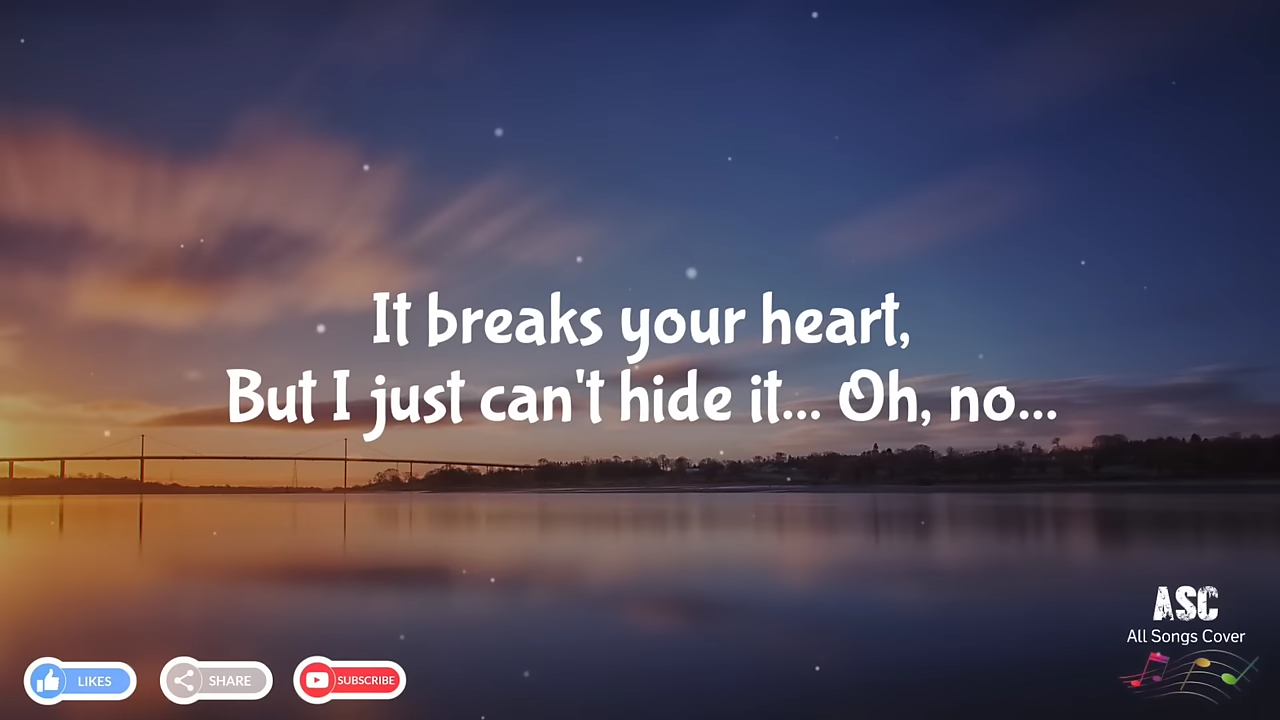 It breaks your heart,
But I just can't hide it... Oh, no...
ASC
All Songs Cover
LIKES
SHARE
SUBSCRIBE